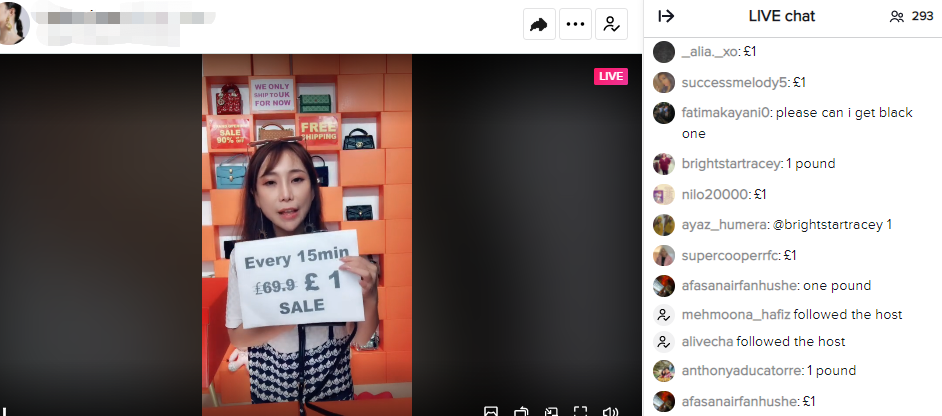 LIVE chat
293
LIVE
WE ONLY
SHIP TO UK
FOR NOW
SALE
90%
FREE
SHIPPING
Every 15min
£69.9 £ 1
SALE
_alia._xo: £1
successmelody5: £1
fatimakayani0: please can i get black
one
brightstartracey: 1 pound
nilo20000: £1
ayaz_humera: @brightstartracey 1
supercooperrfc: £1
afasanairfanhushe: one pound
mehmoona_hafiz followed the host
alivecha followed the host
anthonyaducatorre: 1 pound
afasanairfanhushe: £1